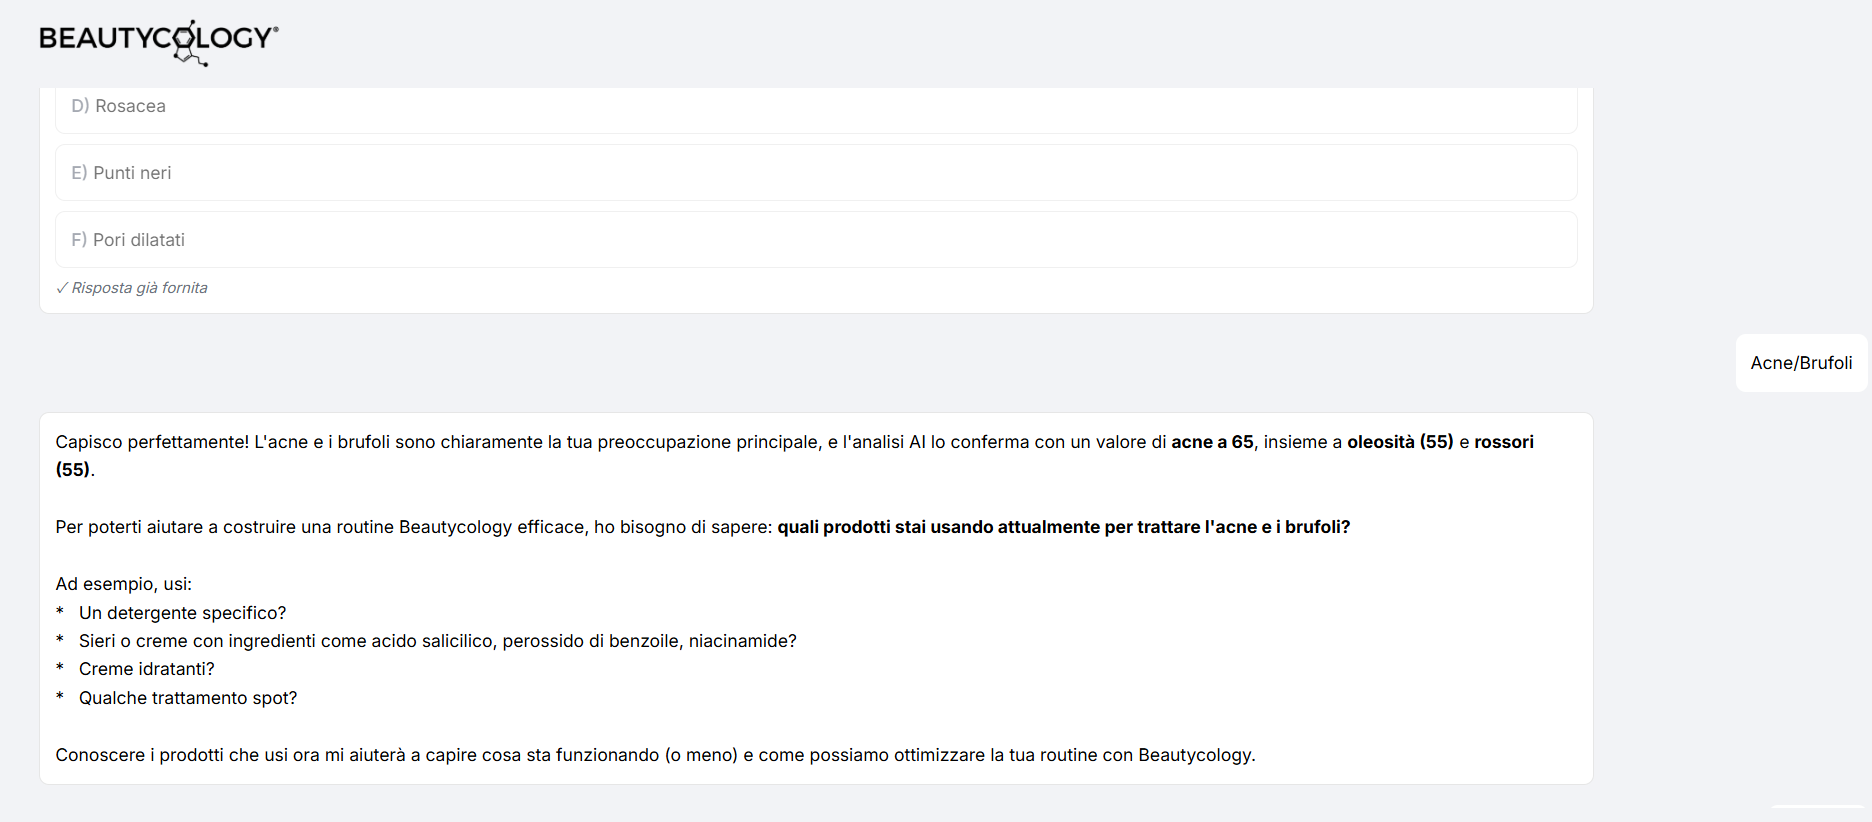 BEAUTYCOLOGY®
D) Rosacea
E) Punti neri
F) Pori dilatati
✓ Risposta già fornita
Acne/Brufoli
Capisco perfettamente! L'acne e i brufoli sono chiaramente la tua preoccupazione principale, e l'analisi AI lo conferma con un valore di acne a 65, insieme a oleosità (55) e rossori
(55).
Per poterti aiutare a costruire una routine Beautycology efficace, ho bisogno di sapere: quali prodotti stai usando attualmente per trattare l'acne e i brufoli?
Ad esempio, usi:
* Un detergente specifico?
* Sieri o creme con ingredienti come acido salicilico, perossido di benzoile, niacinamide?
* Creme idratanti?
* Qualche trattamento spot?
Conoscere i prodotti che usi ora mi aiuterà a capire cosa sta funzionando (o meno) e come possiamo ottimizzare la tua routine con Beautycology.